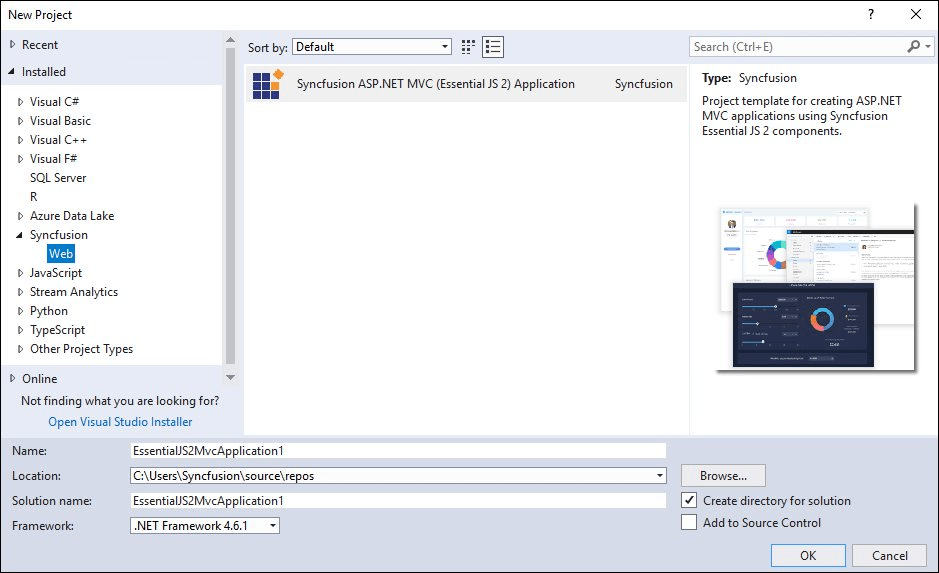 New Project
?
Recent
Installed
Visual C#
Visual Basic
Visual C++
Visual F#
SQL Server
R
Azure Data Lake
Syncfusion
Web
JavaScript
Stream Analytics
Python
TypeScript
Other Project Types
Online
Not finding what you are looking for?
Open Visual Studio Installer
Sort by: Default
Syncfusion ASP.NET MVC (Essential JS 2) Application Syncfusion
Search (Ctrl+E)
Type: Syncfusion
Project template for creating ASP.NET
MVC applications using Syncfusion
Essential JS 2 components.
Name: EssentialJS2MvcApplication1
Location: C:\Users\Syncfusion\source\repos
Browse...
Solution name: EssentialJS2MvcApplication1
Create directory for solution
Framework: .NET Framework 4.6.1
Add to Source Control
OK
Cancel